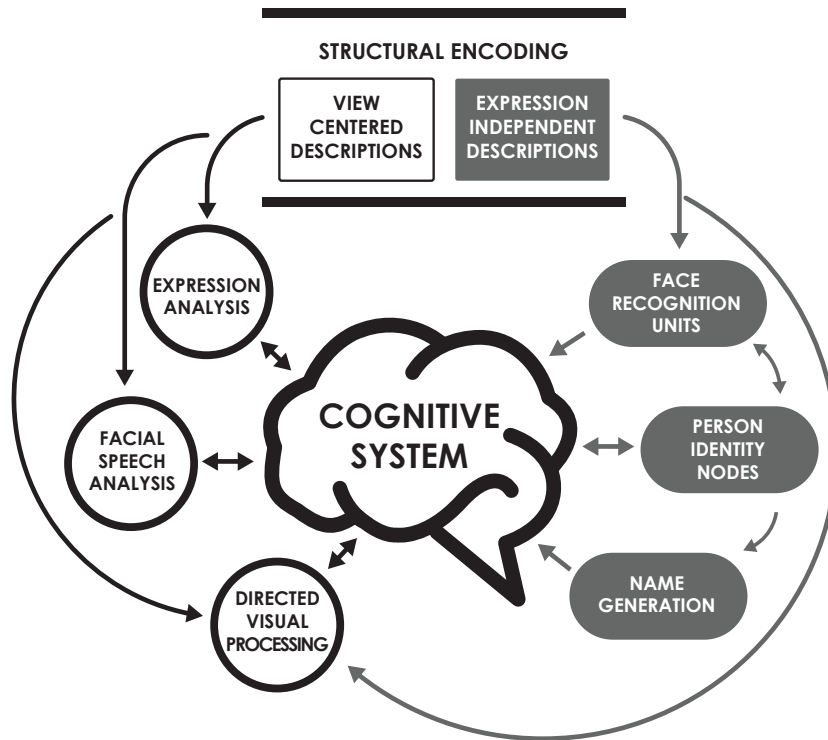 STRUCTURAL ENCODING
VIEW
CENTERED
DESCRIPTIONS
EXPRESSION
INDEPENDENT
DESCRIPTIONS
EXPRESSION
ANALYSIS
FACE
RECOGNITION
UNITS
COGNITIVE
SYSTEM
FACIAL
SPEECH
ANALYSIS
PERSON
IDENTITY
NODES
DIRECTED
VISUAL
PROCESSING
NAME
GENERATION